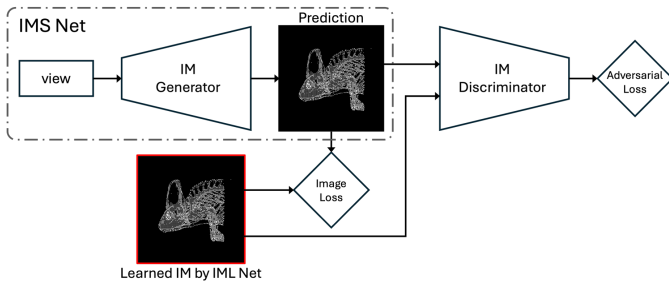 IMS Net
Prediction
view
IM
Generator
IM
Discriminator
Adversarial
Loss
Image
Loss
Learned IM by IML Net